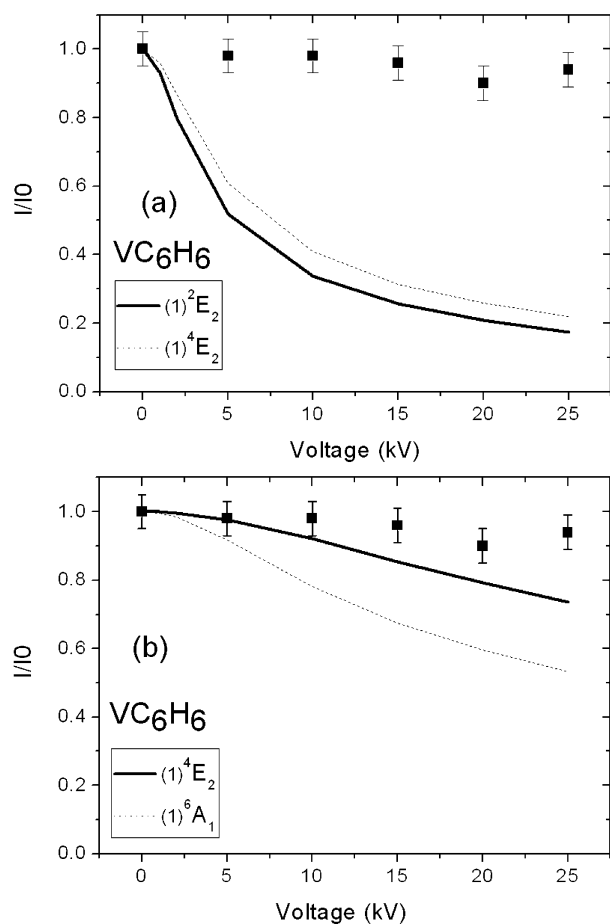 1.0
0.8
0.6
0.4
0.2
0.0
I/I0
(a)
VC₆H₆
(1)²E₂
(1)⁴E₂
0 5 10 15 20 25
Voltage (kV)
1.0
0.8
0.6
0.4
0.2
0.0
I/I0
(b)
VC₆H₆
(1)⁴E₂
(1)⁶A₁
0 5 10 15 20 25
Voltage (kV)